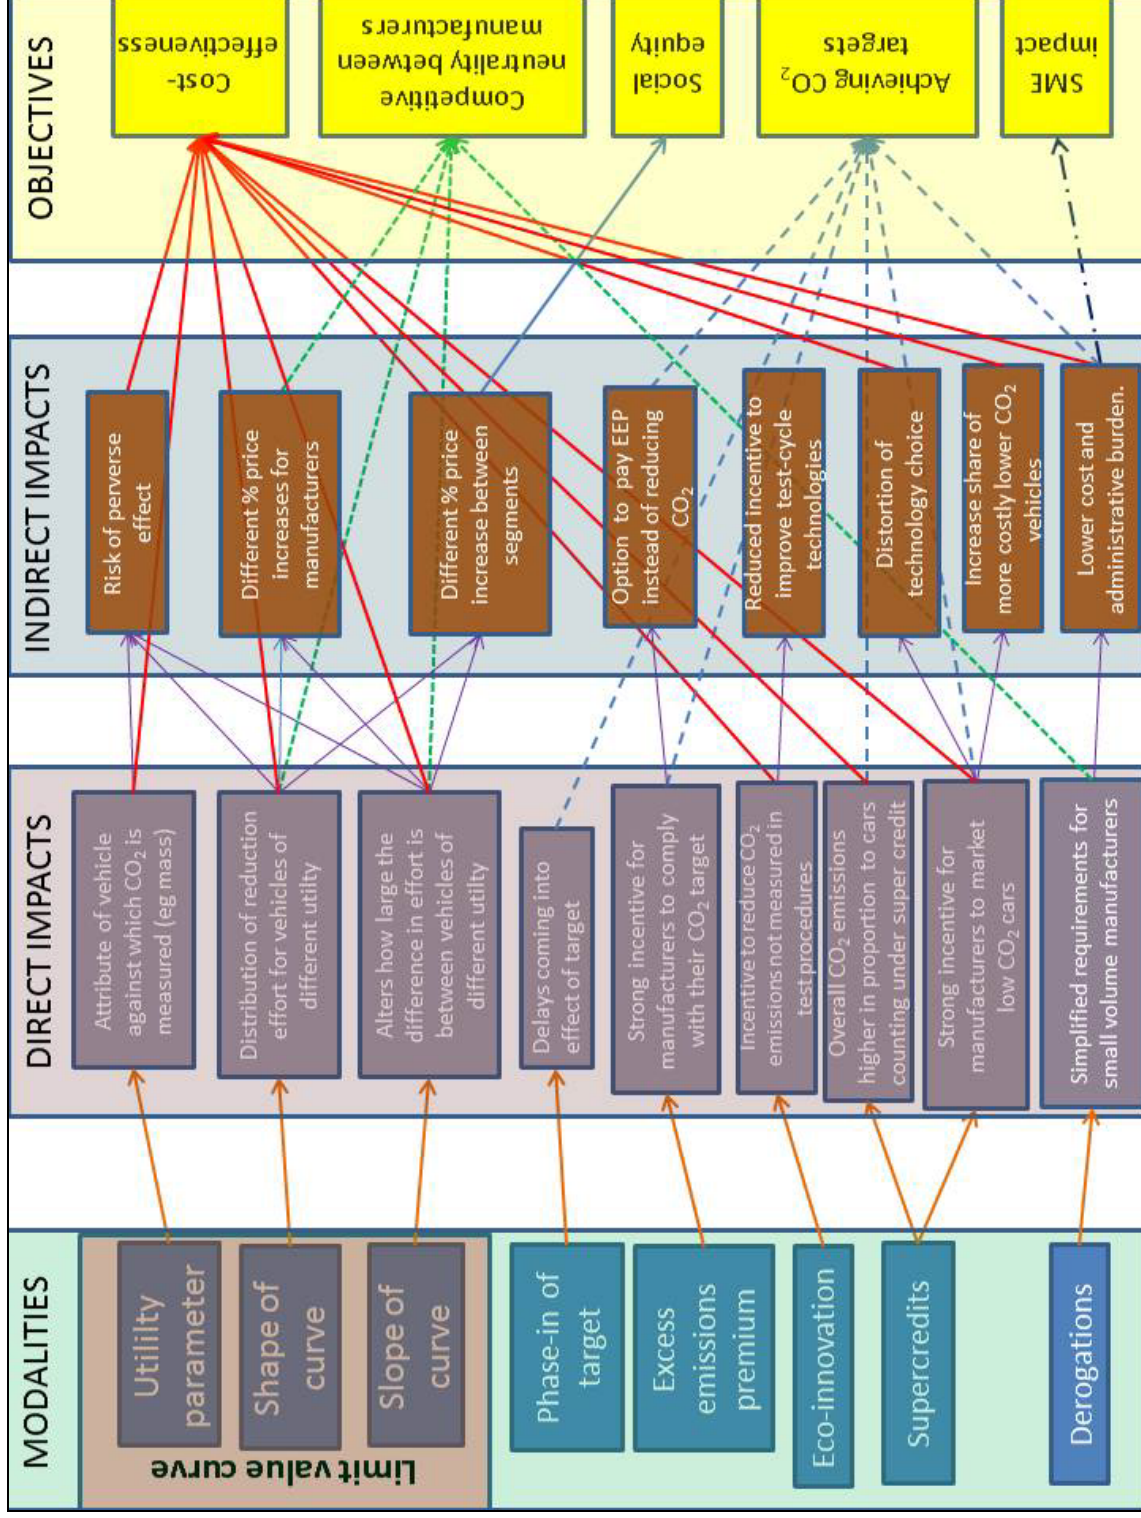 MODALITIES
Limit value curve
Utililty
parameter
Shape of
curve
Slope of
curve
Phase-in of
target
Excess
emissions
premium
Eco-innovation
Supercredits
Derogations
DIRECT IMPACTS
Attribute of vehicle
against which CO₂ is
measured (eg mass)
Distribution of reduction
effort for vehicles of
different utility
Alters how large the
difference in effort is
between vehicles of
different utility
Delays coming into
effect of target
Strong incentive for
manufacturers to comply
with their CO₂ target
Incentive to reduce CO₂
emissions not measured in
test procedures
Overall CO₂ emissions
higher in proportion to cars
counting under super credit
Strong incentive for
manufacturers to market
low CO₂ cars
Simplified requirements for
small volume manufacturers
INDIRECT IMPACTS
Risk of perverse
effect
Different % price
increases for
manufacturers
Different % price
increase between
segments
Option to pay EEP
instead of reducing
CO₂
Reduced incentive to
improve test-cycle
technologies
Distortion of
technology choice
Increase share of
more costly lower CO₂
vehicles
Lower cost and
administrative burden.
OBJECTIVES
Cost-
effectiveness
Competitive
neutrality between
manufacturers
Social
equity
Achieving CO₂
targets
SME
impact